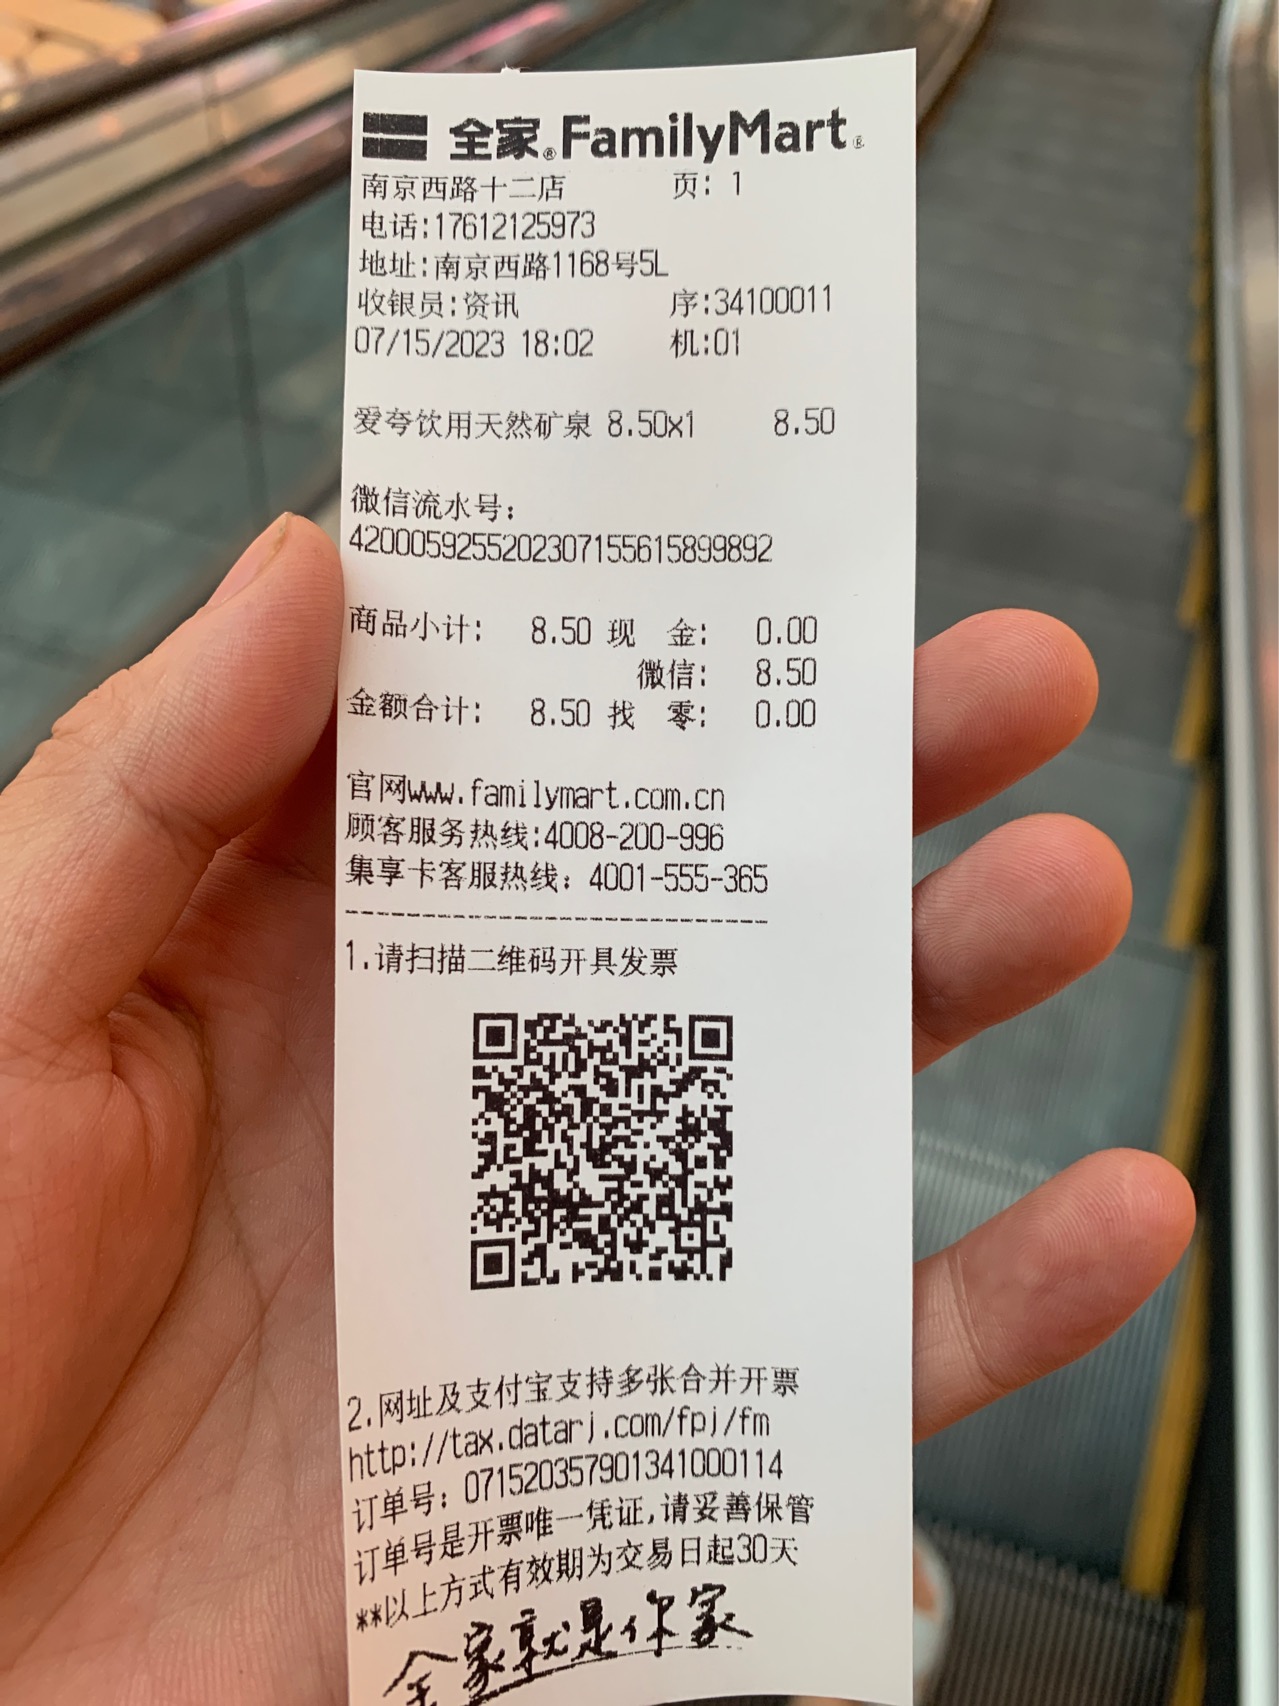 全家® FamilyMart®
南京西路十二店 页: 1
电话:17612125973
地址:南京西路1168号5L
收银员:资讯 序:34100011
07/15/2023 18:02 机:01
爱夸饮用天然矿泉 8.50x1 8.50
微信流水号:
4200059255202307155615899892
商品小计: 8.50 现 金: 0.00
微信: 8.50
金额合计: 8.50 找 零: 0.00
官网www.familymart.com.cn
顾客服务热线:4008-200-996
集享卡客服热线: 4001-555-365
1.请扫描二维码开具发票
2.网址及支付宝支持多张合并开票
http://tax.datarj.com/fpj/fm
订单号: 071520357901341000114
订单号是开票唯一凭证,请妥善保管
**以上方式有效期为交易日起30天
全家就是你家